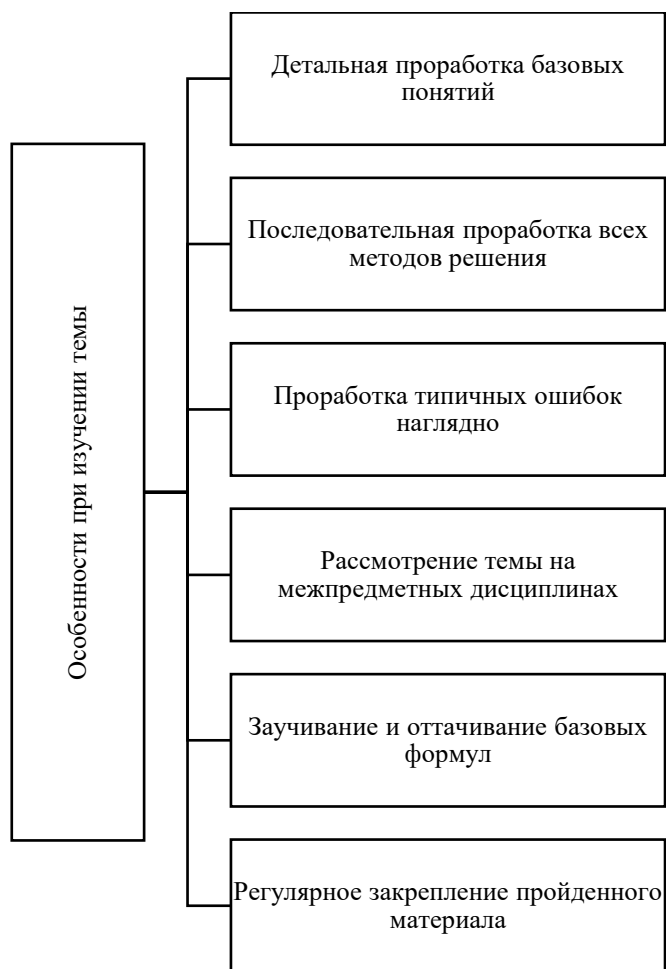 Особенности при изучении темы
Детальная проработка базовых
понятий
Последовательная проработка всех
методов решения
Проработка типичных ошибок
наглядно
Рассмотрение темы на
межпредметных дисциплинах
Заучивание и оттачивание базовых
формул
Регулярное закрепление пройденного
материала